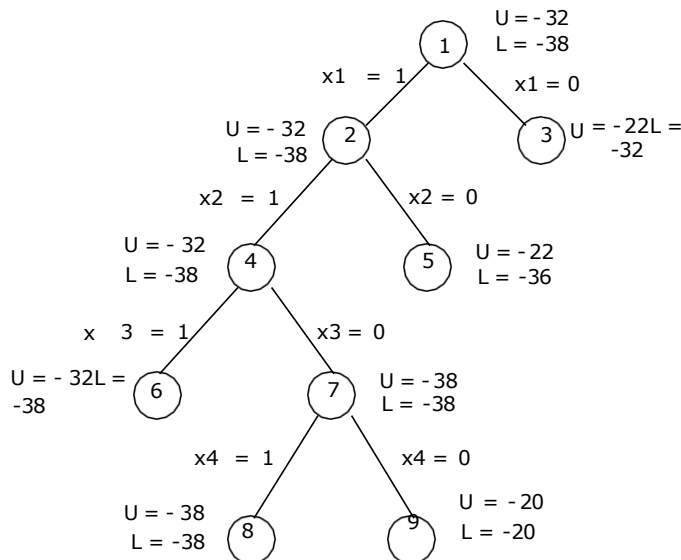 U = - 32
1
L = -38
x1 = 1
x1 = 0
U = - 32
2
L = -38
3
U = -22L =
-32
x2 = 1
x2 = 0
U = - 32
4
L = -38
5
U = -22
L = -36
x 3 = 1
x3 = 0
U = - 32L =
-38
6
7
U = -38
L = -38
x4 = 1
x4 = 0
U = - 38
8
L = -38
9
U = -20
L = -20